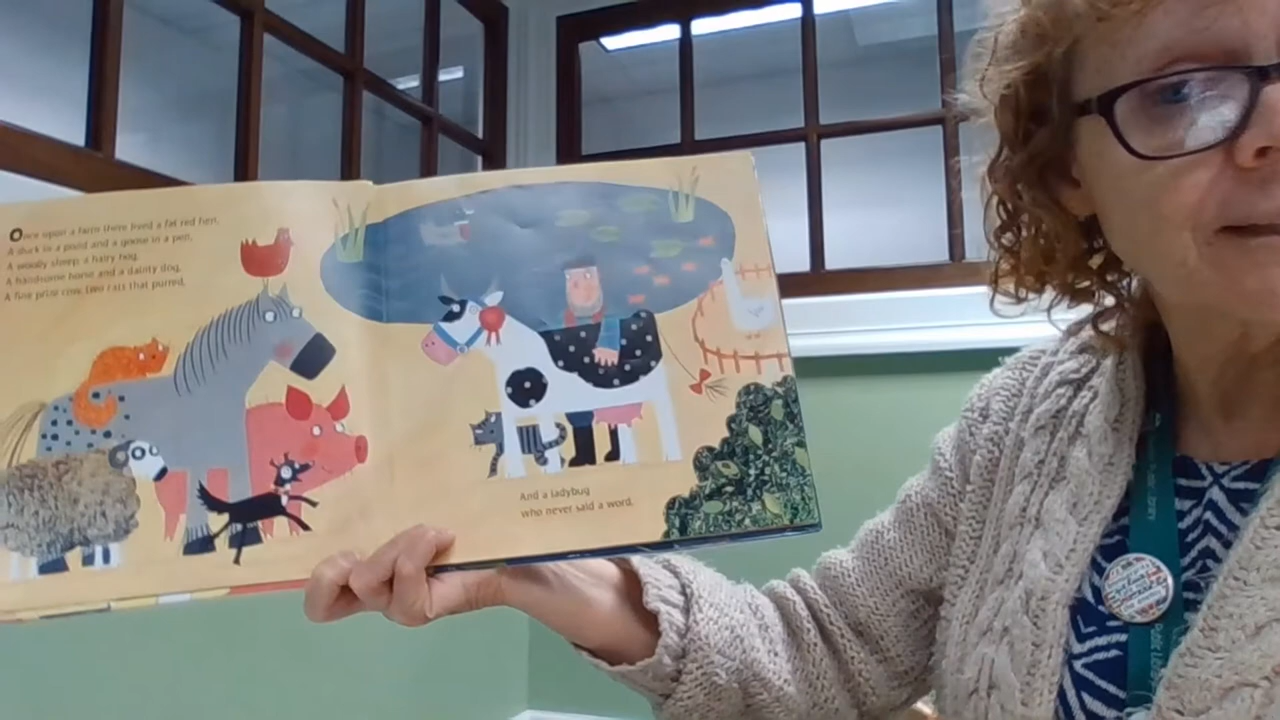 Once upon a farm there lived a fat red hen,
A duck in a pond and a goose in a pen,
A woolly sheep, a hairy hog,
A handsome horse and a dainty dog,
A fine prize cow, two cats that purred,
And a ladybug
who never said a word.